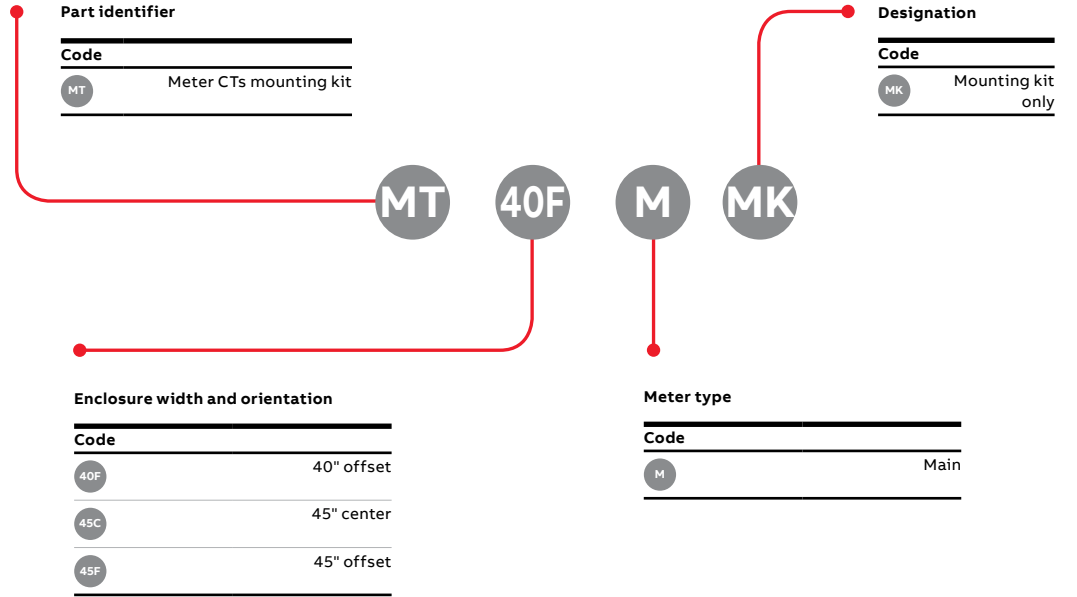 Part identifier
Code
MT
Meter CTs mounting kit
Designation
Code
MK
Mounting kit
only
MT 40F M MK
Enclosure width and orientation
Code
40F
40" offset
45C
45" center
45F
45" offset
Meter type
Code
M
Main